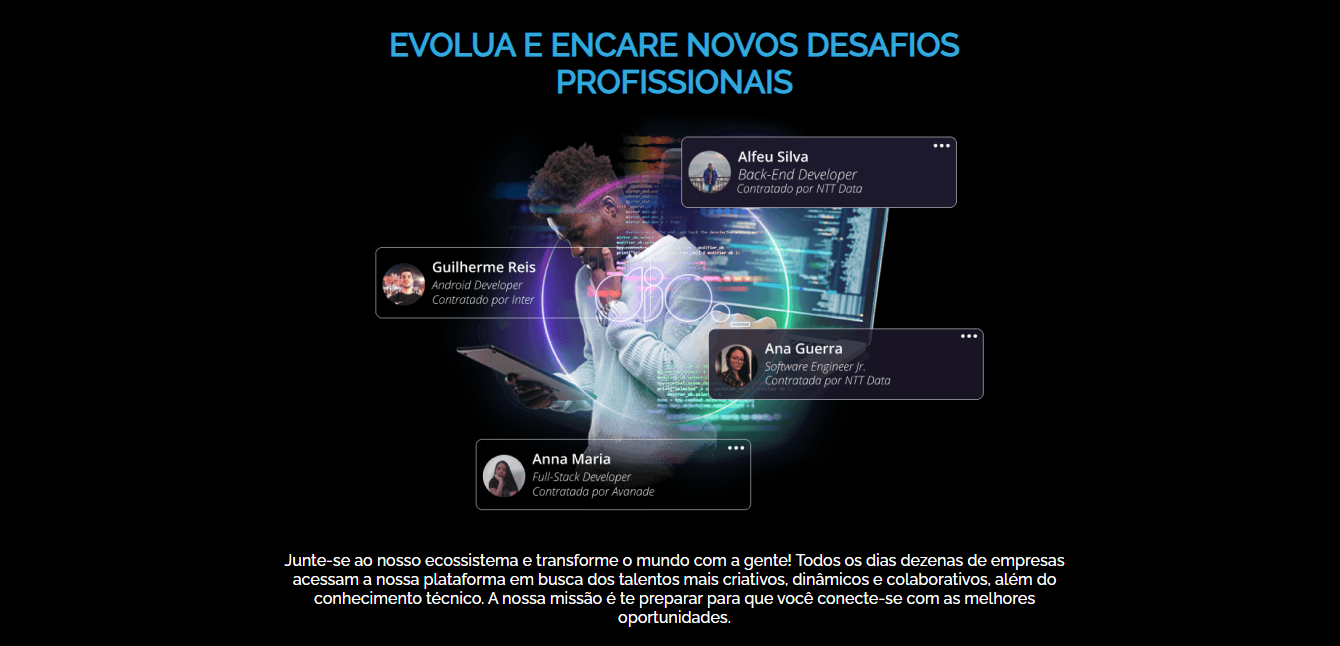 EVOLUA E ENCARE NOVOS DESAFIOS
PROFISSIONAIS
Alfeu Silva
Back-End Developer
Contratado por NTT Data
Guilherme Reis
Android Developer
Contratado por Inter
dio._
Ana Guerra
Software Engineer Jr.
Contratada por NTT Data
Anna Maria
Full-Stack Developer
Contratada por Avanade
Junte-se ao nosso ecossistema e transforme o mundo com a gente! Todos os dias dezenas de empresas
acessam a nossa plataforma em busca dos talentos mais criativos, dinâmicos e colaborativos, além do
conhecimento técnico. A nossa missão é te preparar para que você conecte-se com as melhores
oportunidades.